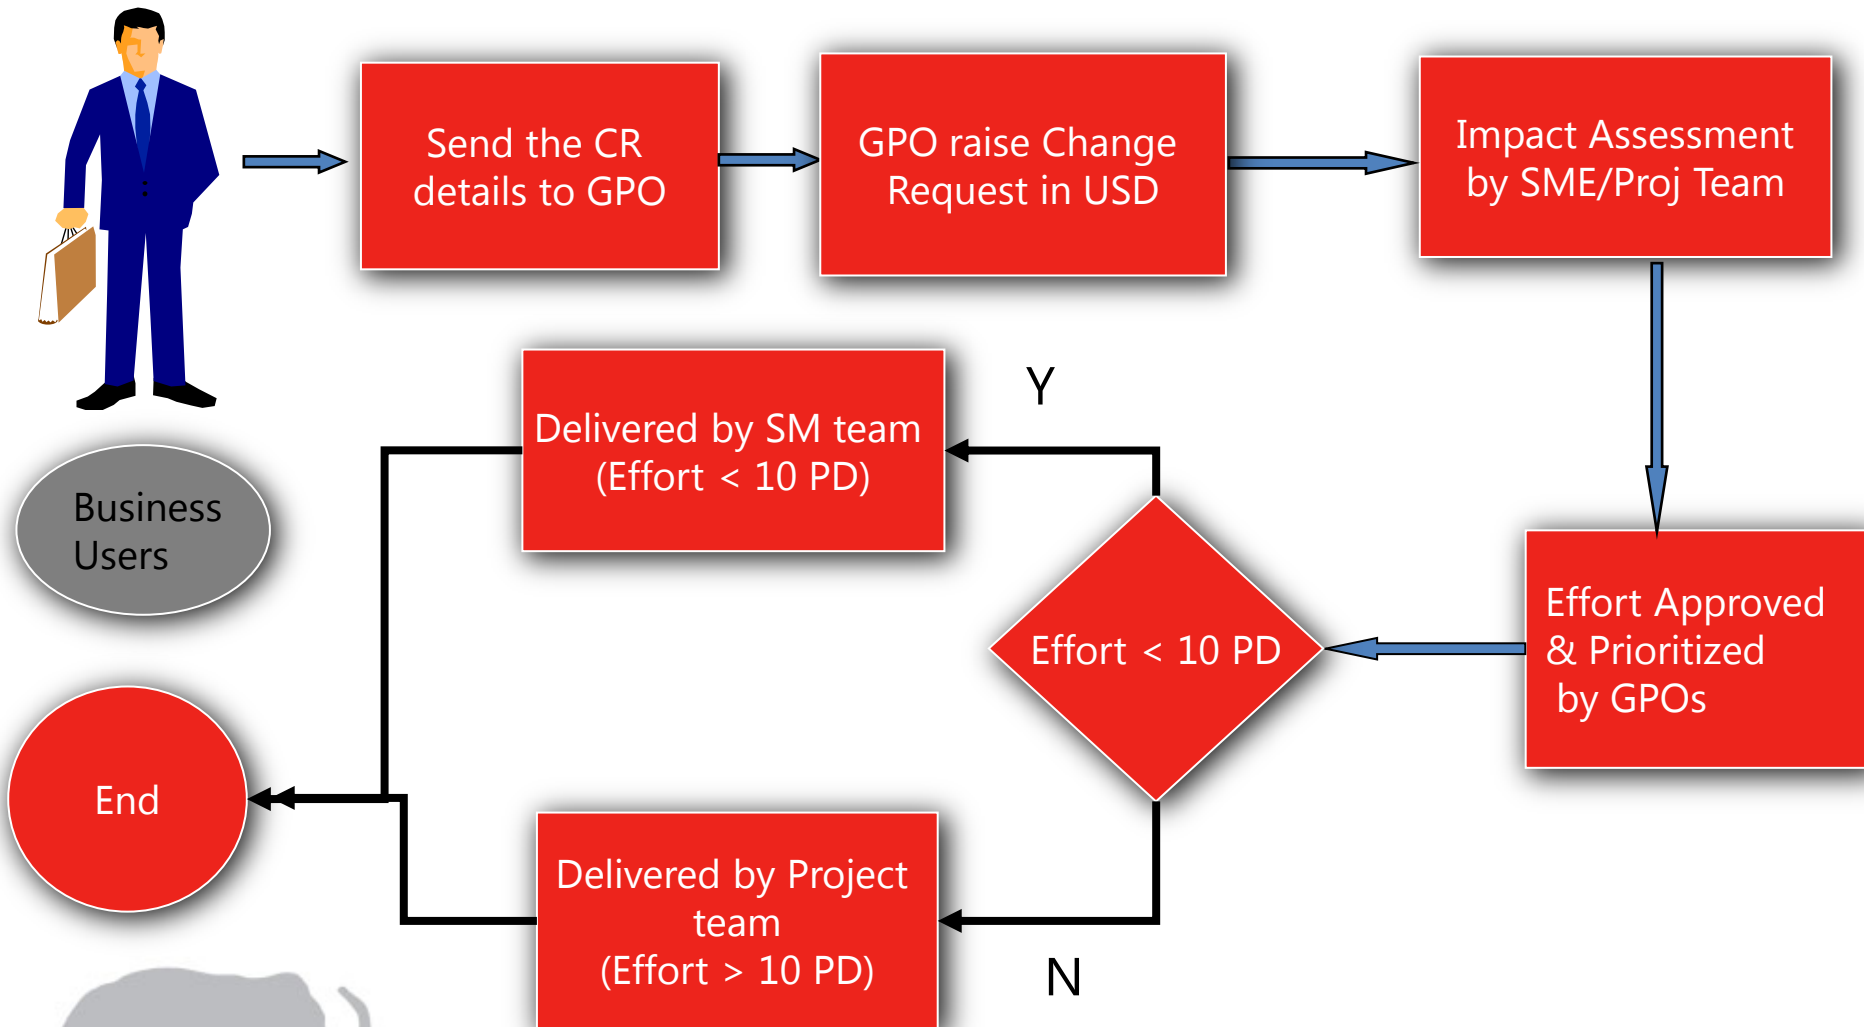 Send the CR
details to GPO
GPO raise Change
Request in USD
Impact Assessment
by SME/Proj Team
Business
Users
Delivered by SM team
(Effort < 10 PD)
Y
Effort < 10 PD
Effort Approved
& Prioritized
by GPOs
End
Delivered by Project
team
(Effort > 10 PD)
N